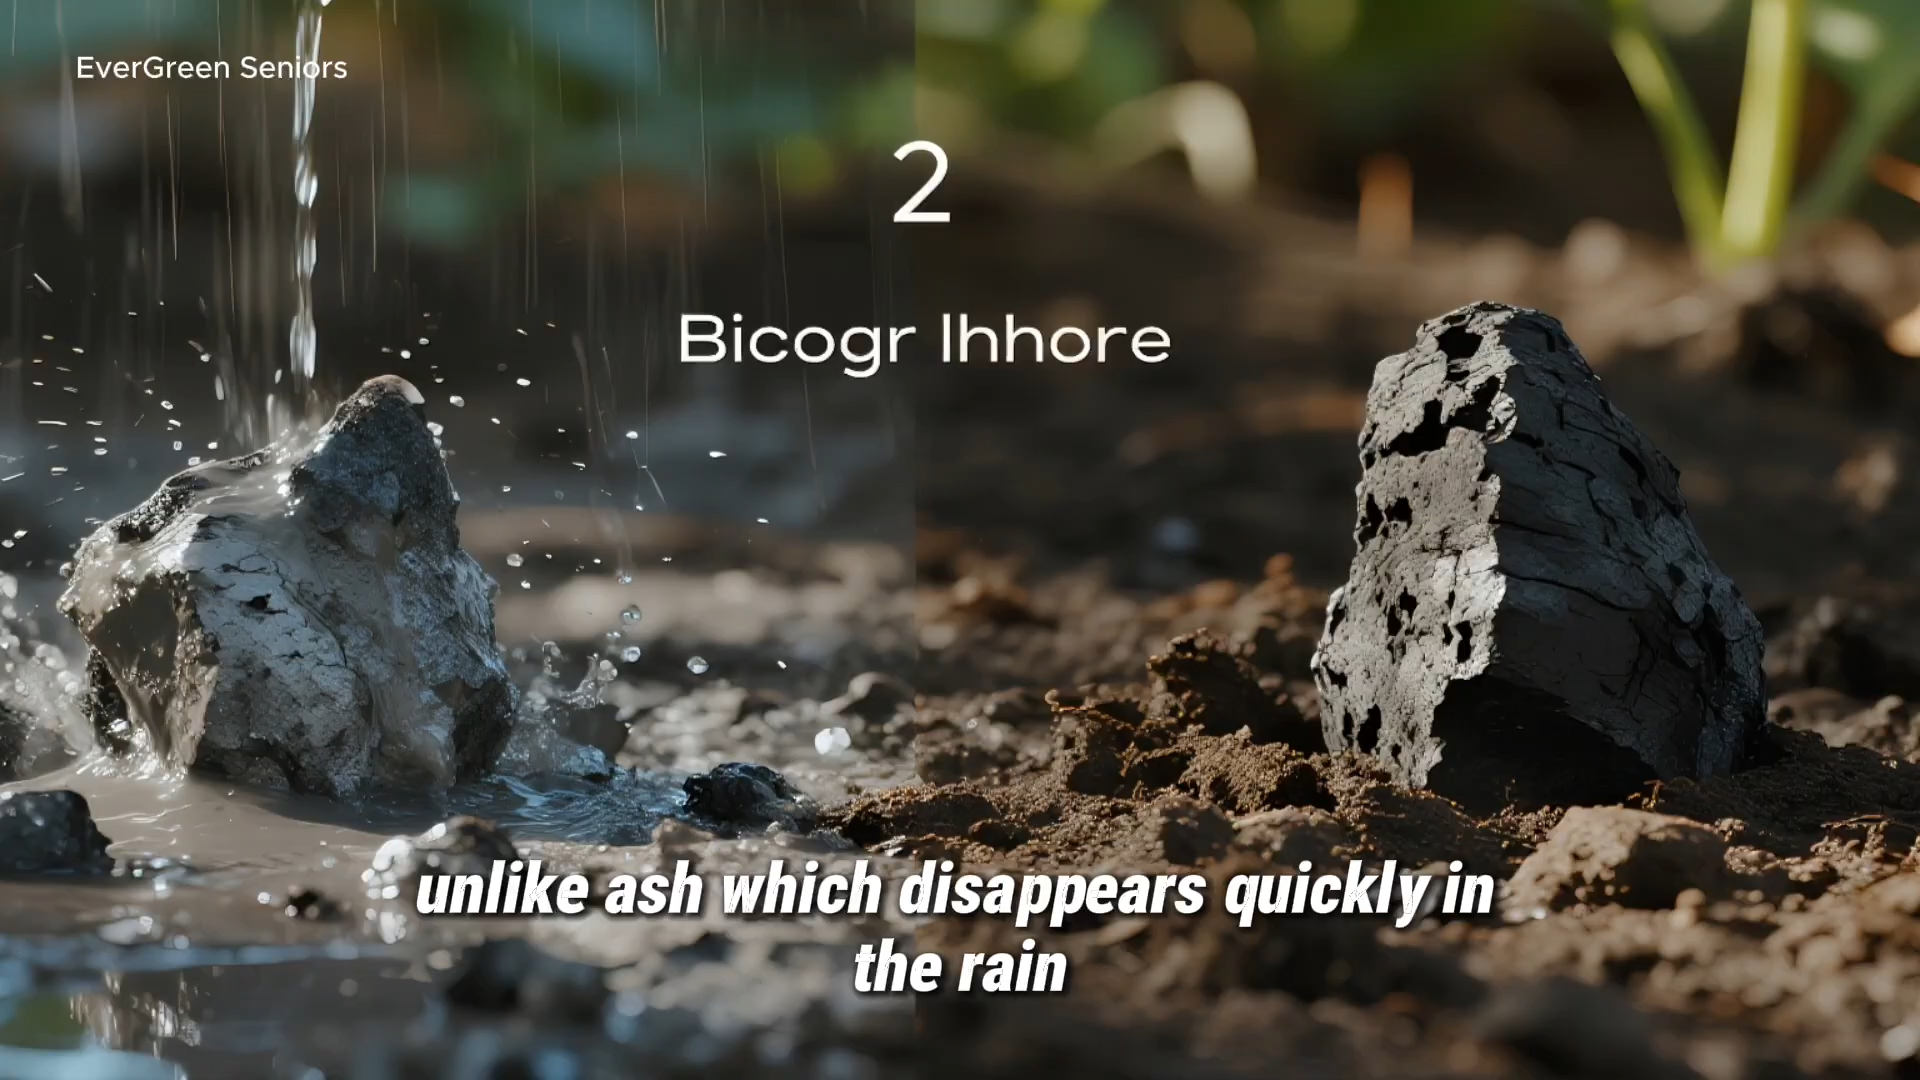 EverGreen Seniors
2
Bicogr Ihhore
unlike ash which disappears quickly in
the rain